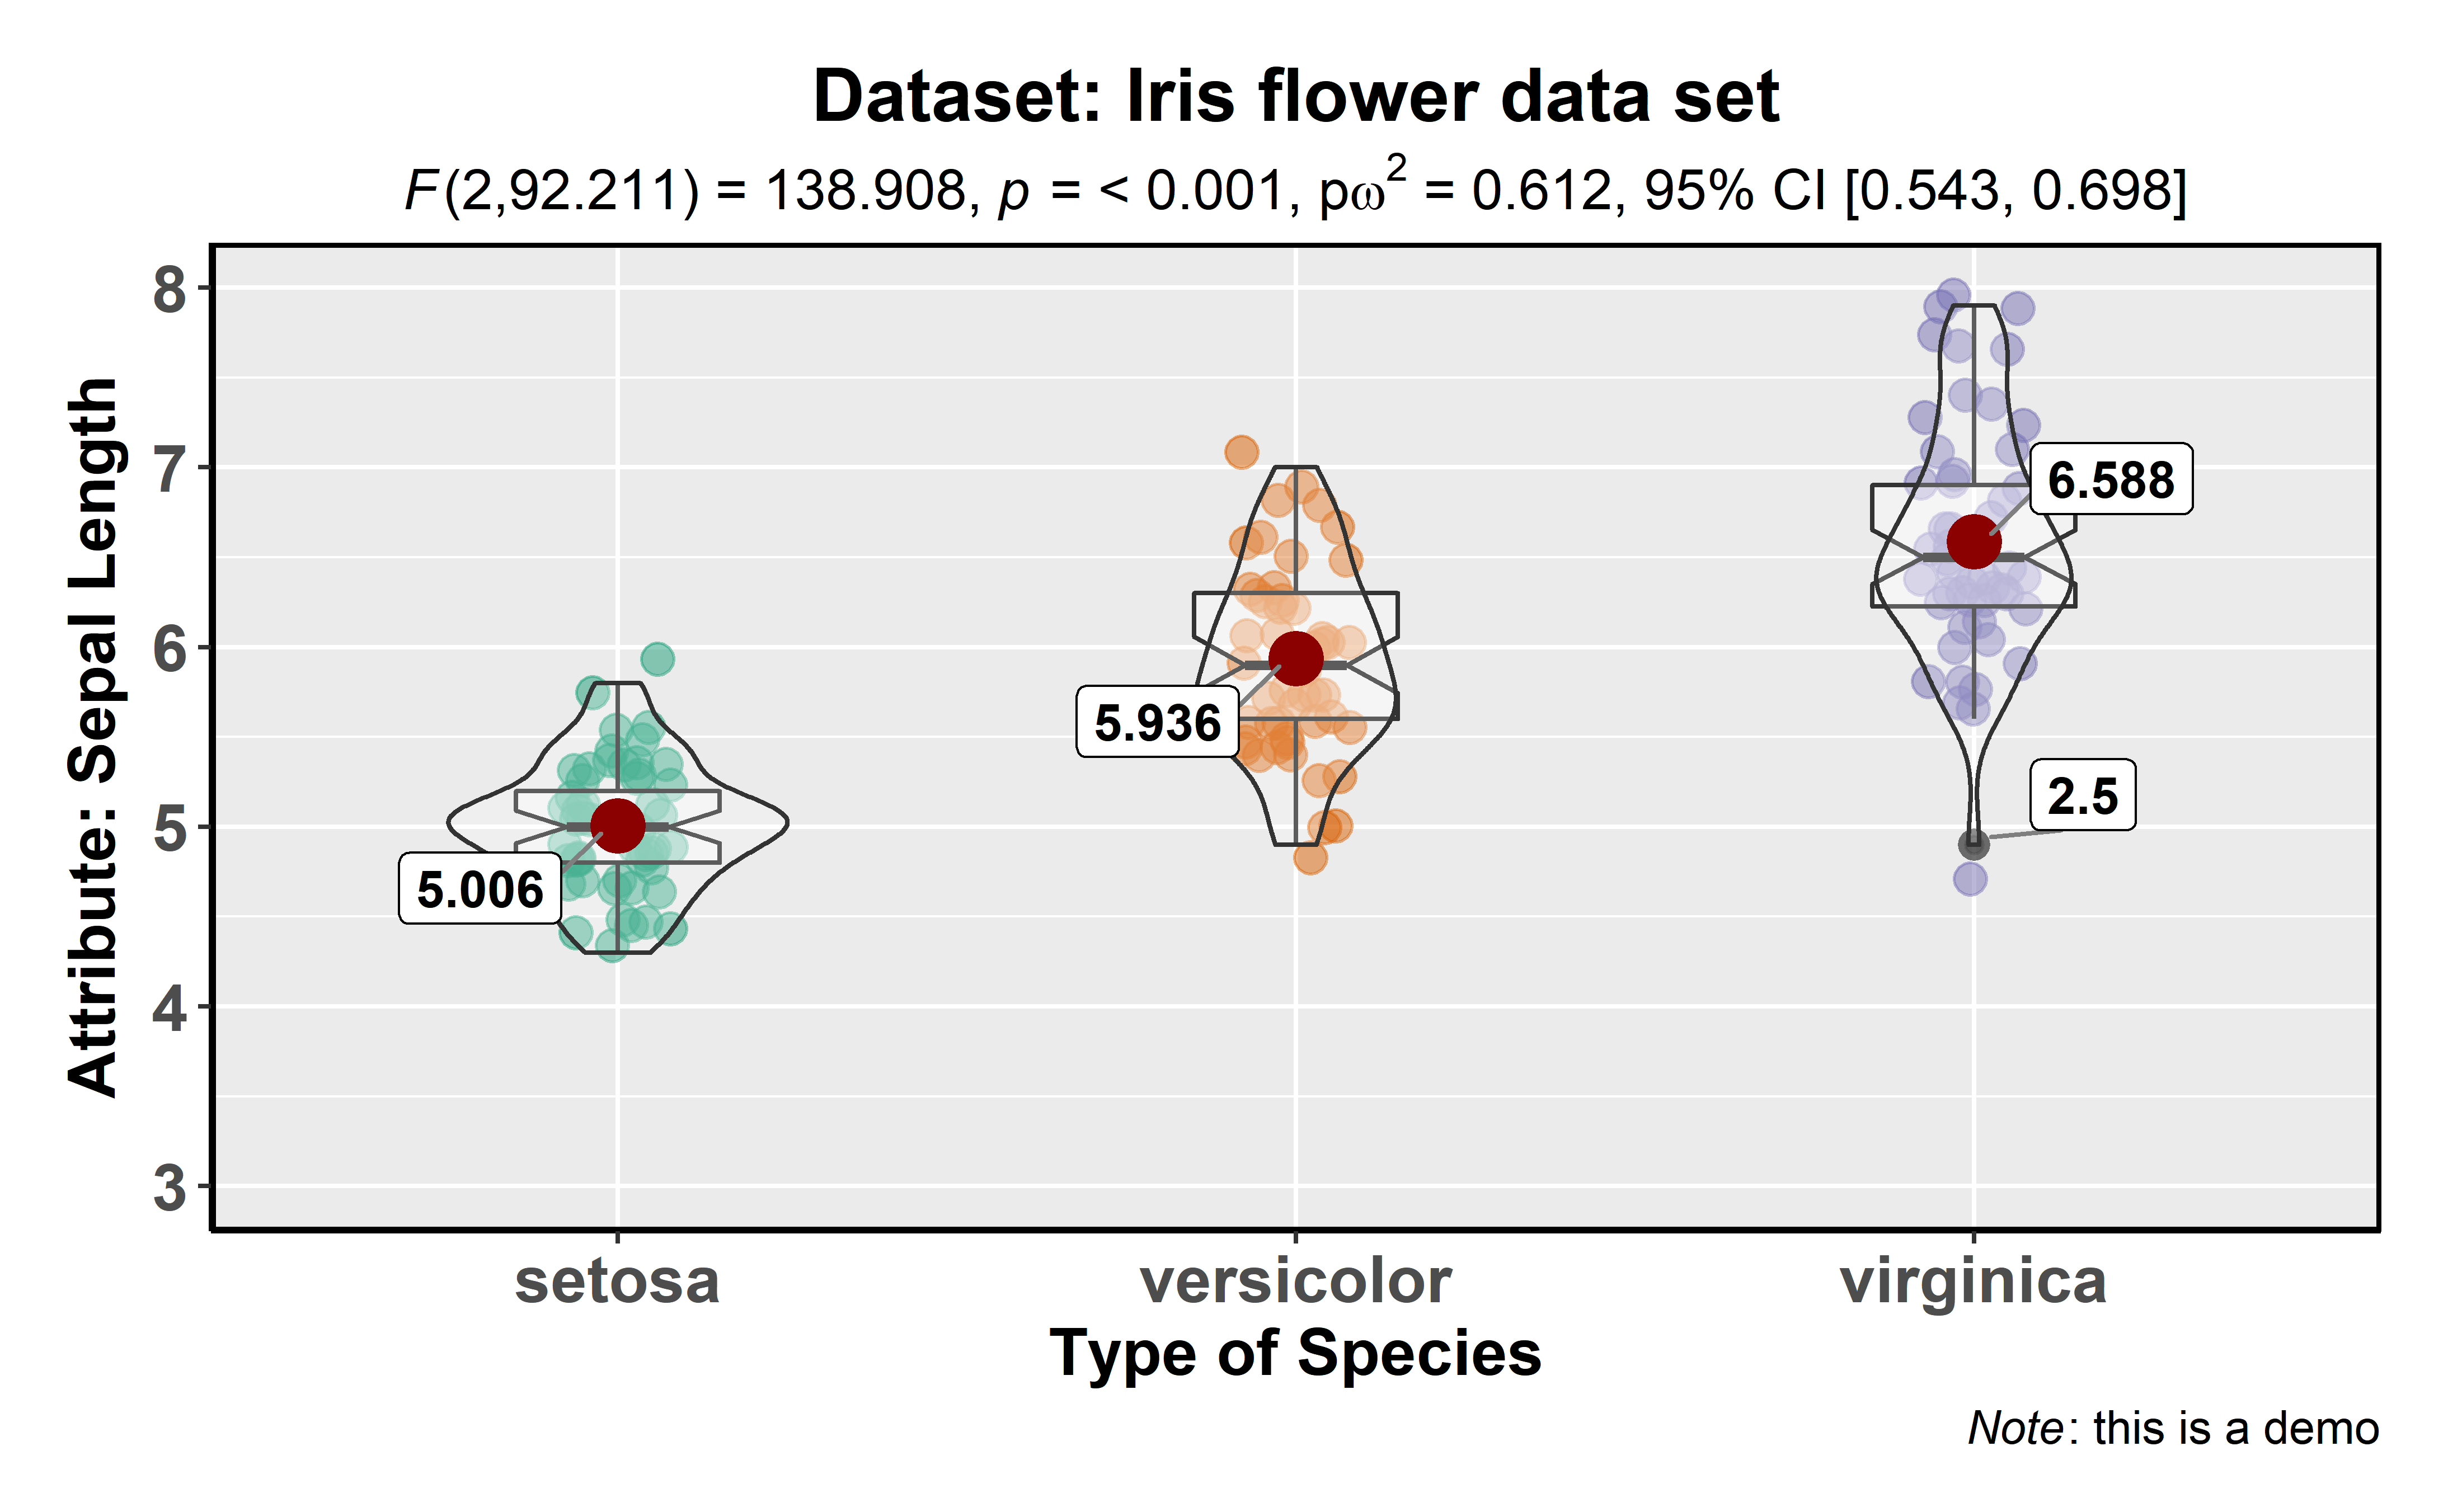 Dataset: Iris flower data set
F(2,92.211) = 138.908, p = < 0.001, pω² = 0.612, 95% CI [0.543, 0.698]
Attribute: Sepal Length
8
7
6
5
4
3
6.588
5.936
2.5
5.006
setosa versicolor virginica
Type of Species
Note: this is a demo